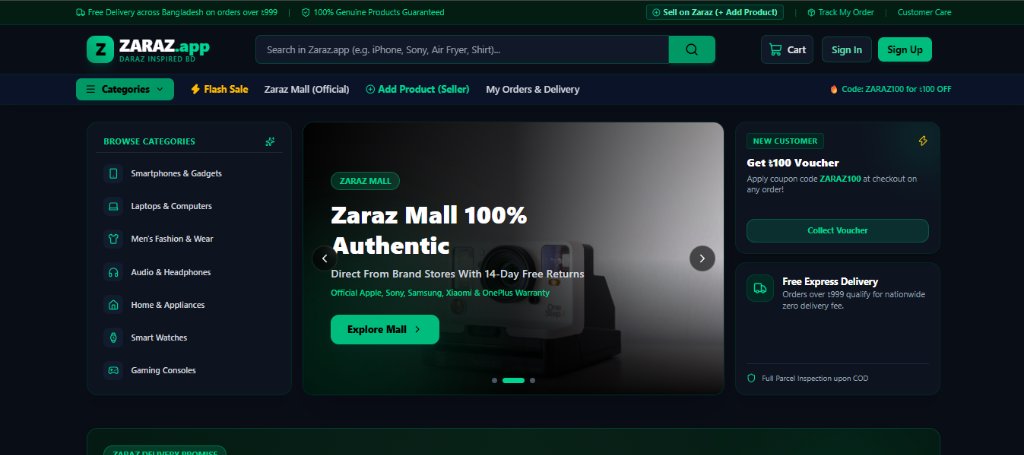 Free Delivery across Bangladesh on orders over ৳999 | 100% Genuine Products Guaranteed
Sell on Zaraz (+ Add Product) | Track My Order | Customer Care
Z ZARAZ.app
DARAZ INSPIRED BD
Search in Zaraz.app (e.g. iPhone, Sony, Air Fryer, Shirt)...
Cart
Sign In
Sign Up
Categories
Flash Sale
Zaraz Mall (Official)
Add Product (Seller)
My Orders & Delivery
Code: ZARAZ100 for ৳100 OFF
BROWSE CATEGORIES
Smartphones & Gadgets
Laptops & Computers
Men's Fashion & Wear
Audio & Headphones
Home & Appliances
Smart Watches
Gaming Consoles
ZARAZ MALL
Zaraz Mall 100%
Authentic
Direct From Brand Stores With 14-Day Free Returns
Official Apple, Sony, Samsung, Xiaomi & OnePlus Warranty
Explore Mall
NEW CUSTOMER
Get ৳100 Voucher
Apply coupon code ZARAZ100 at checkout on
any order!
Collect Voucher
Free Express Delivery
Orders over ৳999 qualify for nationwide
zero delivery fee.
Full Parcel Inspection upon COD
ZARAZ DELIVERY PROMISE